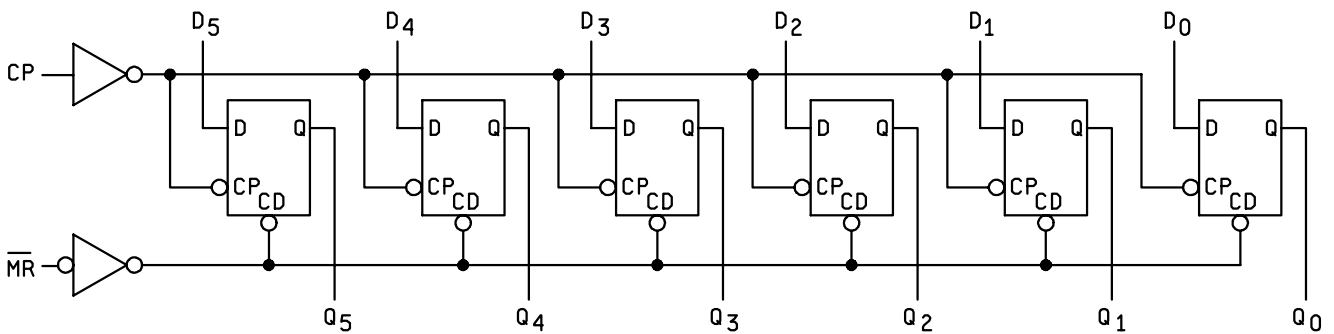 D5 D4 D3 D2 D1 D0
CP
D Q D Q D Q D Q D Q D Q
CP CP CP CP CP CP
CD CD CD CD CD CD
M̅R̅
Q5 Q4 Q3 Q2 Q1 Q0